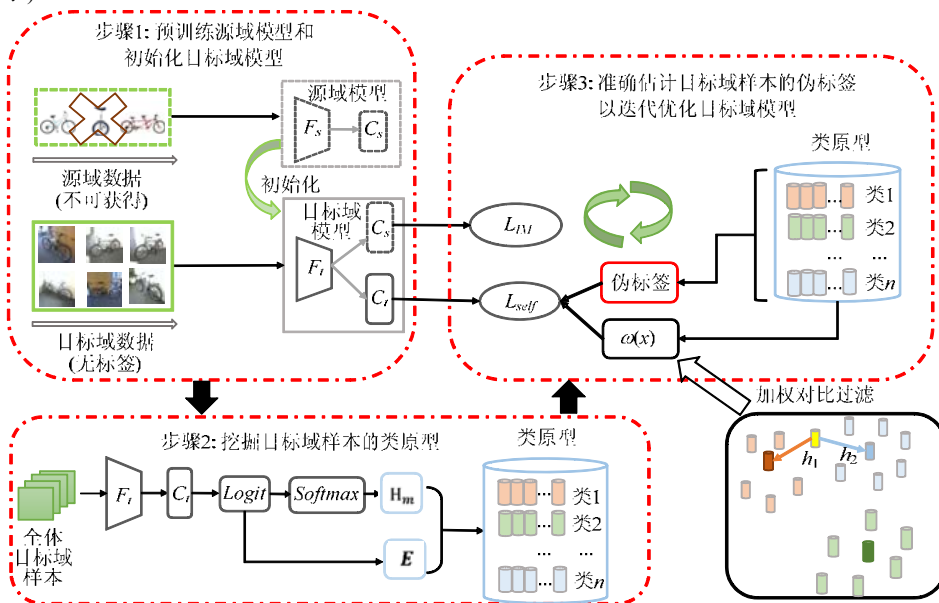 步骤1: 预训练源域模型和
初始化目标域模型
源域模型
F_s
C_s
源域数据
(不可获得)
初始化
目标域
模型
C_s
F_t
C_t
目标域数据
(无标签)
步骤3: 准确估计目标域样本的伪标签
以迭代优化目标域模型
类原型
类1
类2
... ...
类n
L_IM
伪标签
L_self
ω(x)
加权对比过滤
h_1
h_2
步骤2: 挖掘目标域样本的类原型
类原型
F_t
C_t
Logit
Softmax
H_m
E
全体
目标域
样本
类1
类2
... ...
类n